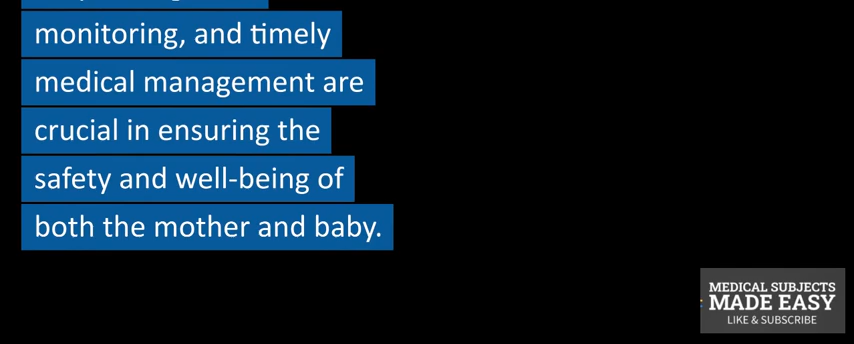 monitoring, and timely
medical management are
crucial in ensuring the
safety and well-being of
both the mother and baby.
MEDICAL SUBJECTS
MADE EASY
LIKE & SUBSCRIBE